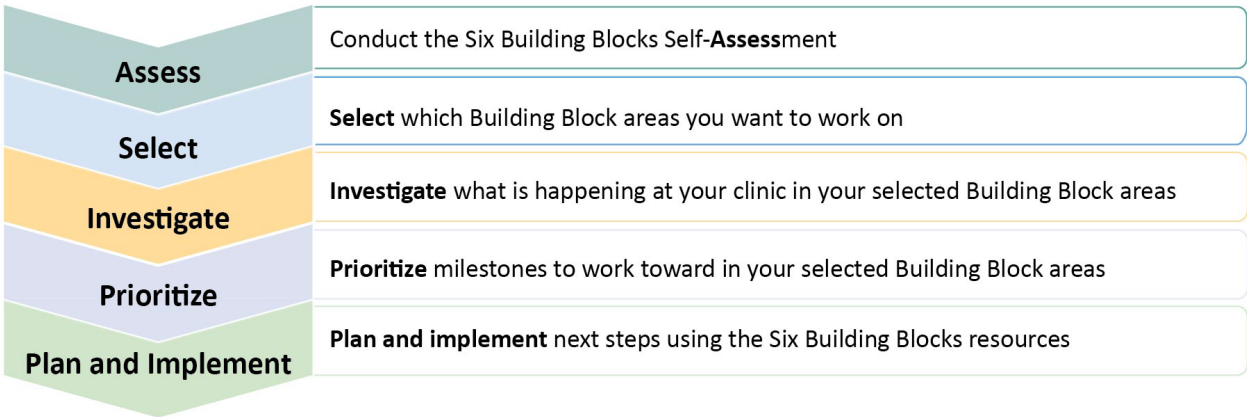 Assess
Conduct the Six Building Blocks Self-Assessment
Select
Select which Building Block areas you want to work on
Investigate
Investigate what is happening at your clinic in your selected Building Block areas
Prioritize
Prioritize milestones to work toward in your selected Building Block areas
Plan and Implement
Plan and implement next steps using the Six Building Blocks resources